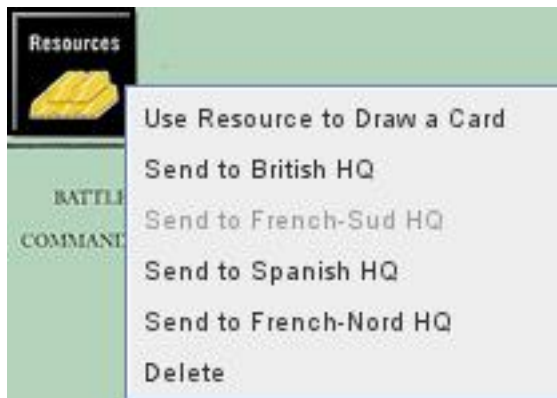 Resources
Use Resource to Draw a Card
Send to British HQ
Send to French-Sud HQ
Send to Spanish HQ
Send to French-Nord HQ
Delete